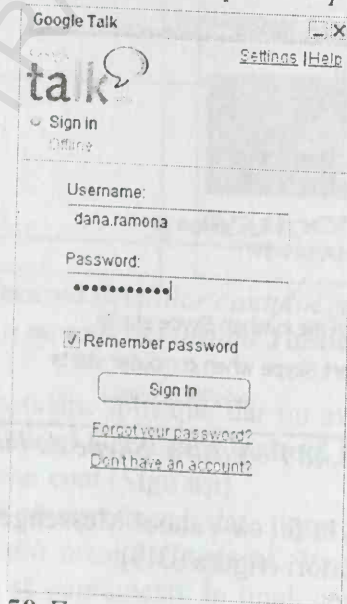 Google Talk
Settings | Help
talk
Sign in
Offline
Username:
dana.ramona
Password:
Remember password
Sign In
Forgot your password?
Don't have an account?